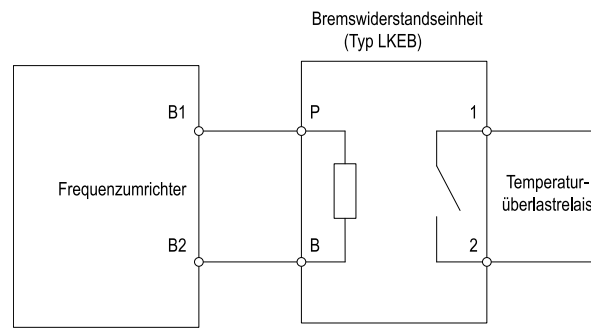 Bremswiderstandseinheit
(Typ LKEB)
B1
P
1
Frequenzumrichter
Temperatur-
überlastrelais
B2
B
2